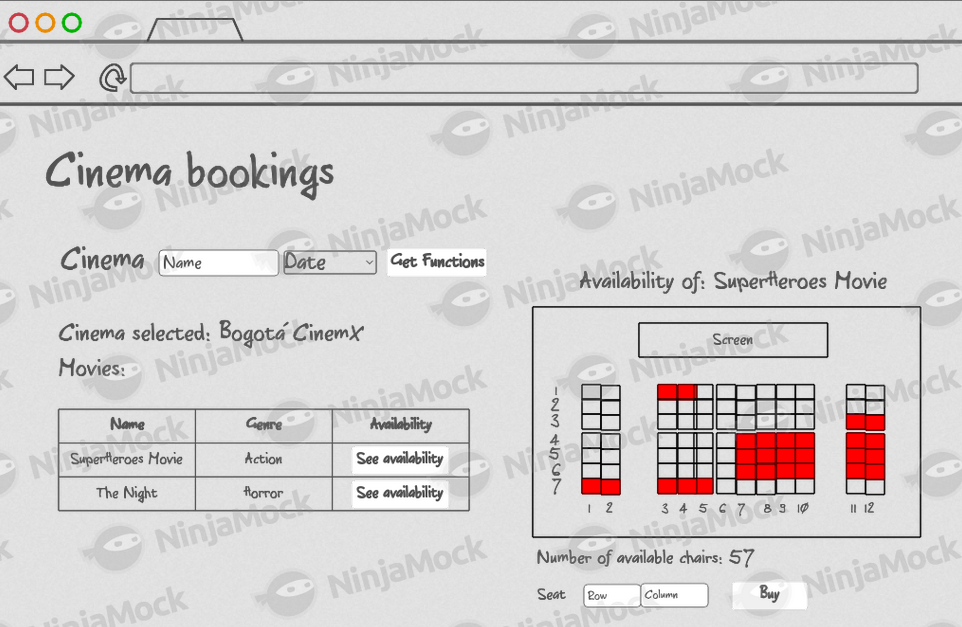 Cinema bookings
Cinema Name Date Get Functions
Cinema selected: Bogotá CinemX
Movies:
Name Genre Availability
SuperHeroes Movie Action See availability
The Night Horror See availability
Availability of: SuperHeroes Movie
Screen
1
2
3
4
5
6
7
1 2 3 4 5 6 7 8 9 10 11 12
Number of available chairs: 57
Seat Row Column Buy
NinjaMock